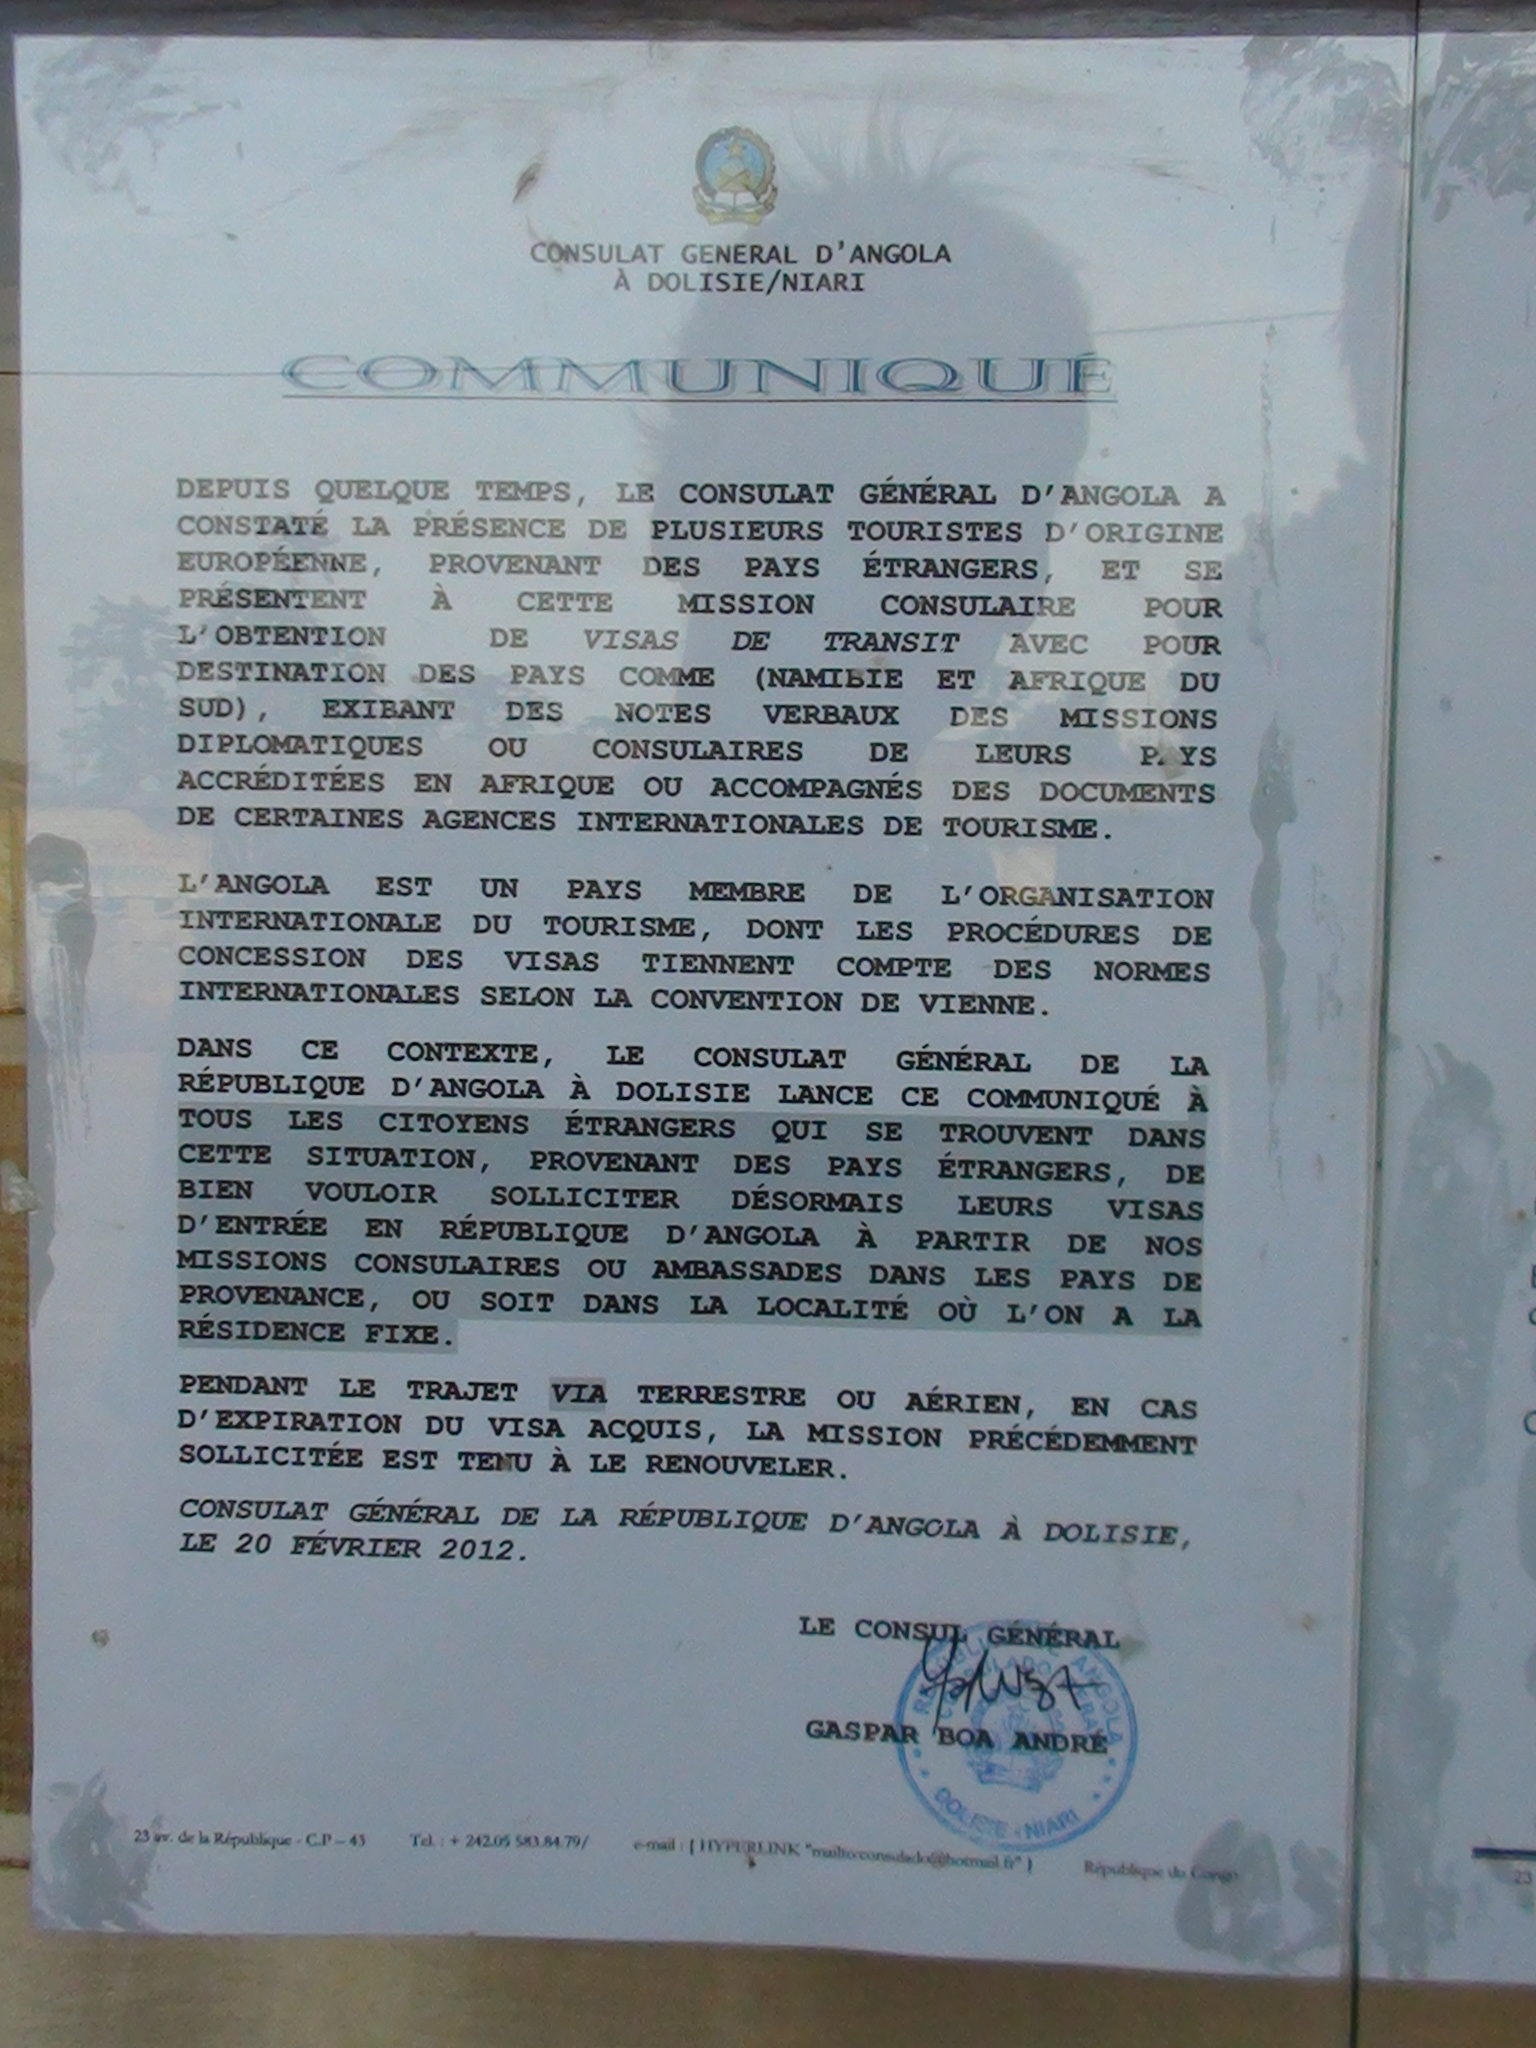 CONSULAT GENERAL D'ANGOLA
À DOLISIE/NIARI
COMMUNIQUÉ
DEPUIS QUELQUE TEMPS, LE CONSULAT GÉNÉRAL D'ANGOLA A
CONSTATÉ LA PRÉSENCE DE PLUSIEURS TOURISTES D'ORIGINE
EUROPÉENNE, PROVENANT DES PAYS ÉTRANGERS, ET SE
PRÉSENTENT À CETTE MISSION CONSULAIRE POUR
L'OBTENTION DE VISAS DE TRANSIT AVEC POUR
DESTINATION DES PAYS COMME (NAMIBIE ET AFRIQUE DU
SUD), EXIBANT DES NOTES VERBAUX DES MISSIONS
DIPLOMATIQUES OU CONSULAIRES DE LEURS PAYS
ACCRÉDITÉES EN AFRIQUE OU ACCOMPAGNÉS DES DOCUMENTS
DE CERTAINES AGENCES INTERNATIONALES DE TOURISME.
L'ANGOLA EST UN PAYS MEMBRE DE L'ORGANISATION
INTERNATIONALE DU TOURISME, DONT LES PROCÉDURES DE
CONCESSION DES VISAS TIENNENT COMPTE DES NORMES
INTERNATIONALES SELON LA CONVENTION DE VIENNE.
DANS CE CONTEXTE, LE CONSULAT GÉNÉRAL DE LA
RÉPUBLIQUE D'ANGOLA À DOLISIE LANCE CE COMMUNIQUÉ À
TOUS LES CITOYENS ÉTRANGERS QUI SE TROUVENT DANS
CETTE SITUATION, PROVENANT DES PAYS ÉTRANGERS, DE
BIEN VOULOIR SOLLICITER DÉSORMAIS LEURS VISAS
D'ENTRÉE EN RÉPUBLIQUE D'ANGOLA À PARTIR DE NOS
MISSIONS CONSULAIRES OU AMBASSADES DANS LES PAYS DE
PROVENANCE, OU SOIT DANS LA LOCALITÉ OÙ L'ON A LA
RÉSIDENCE FIXE.
PENDANT LE TRAJET VIA TERRESTRE OU AÉRIEN, EN CAS
D'EXPIRATION DU VISA ACQUIS, LA MISSION PRÉCÉDEMMENT
SOLLICITÉE EST TENU À LE RENOUVELER.
CONSULAT GÉNÉRAL DE LA RÉPUBLIQUE D'ANGOLA À DOLISIE,
LE 20 FÉVRIER 2012.
LE CONSUL GÉNÉRAL
GASPAR BOA ANDRÉ
ANGOLA
DOLISIE - NIARI
23 av. de la République - C.P – 43 Tel. : + 242.05 583.84.79/ e-mail : { HYPERLINK "mailto:consulado@hotmail.fr" } République du Congo
23